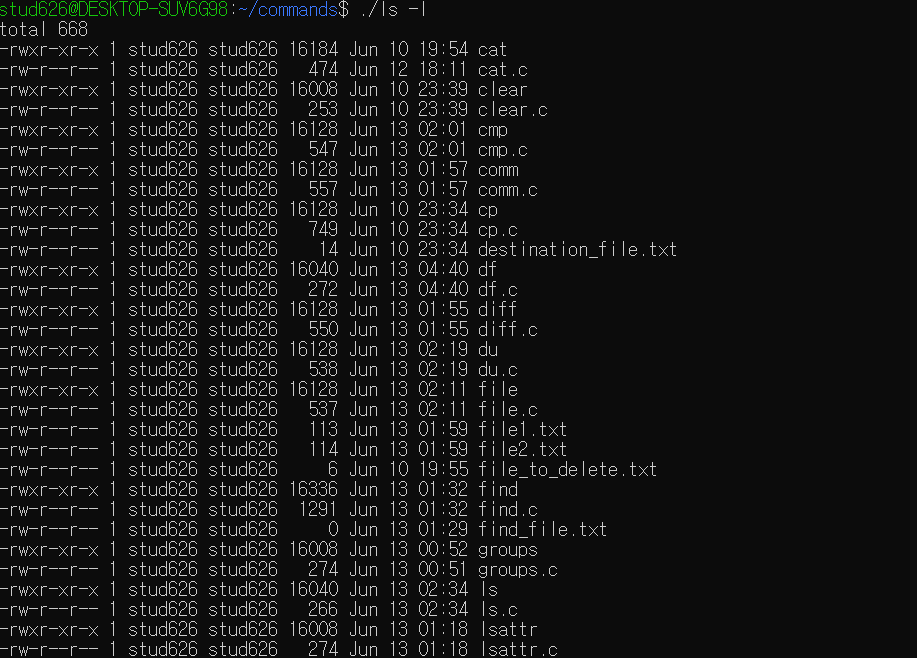 stud626@DESKTOP-SUV6G98:~/commands$ ./ls -l
total 668
-rwxr-xr-x 1 stud626 stud626 16184 Jun 10 19:54 cat
-rw-r--r-- 1 stud626 stud626   474 Jun 12 18:11 cat.c
-rwxr-xr-x 1 stud626 stud626 16008 Jun 10 23:39 clear
-rw-r--r-- 1 stud626 stud626   253 Jun 10 23:39 clear.c
-rwxr-xr-x 1 stud626 stud626 16128 Jun 13 02:01 cmp
-rw-r--r-- 1 stud626 stud626   547 Jun 13 02:01 cmp.c
-rwxr-xr-x 1 stud626 stud626 16128 Jun 13 01:57 comm
-rw-r--r-- 1 stud626 stud626   557 Jun 13 01:57 comm.c
-rwxr-xr-x 1 stud626 stud626 16128 Jun 10 23:34 cp
-rw-r--r-- 1 stud626 stud626   749 Jun 10 23:34 cp.c
-rw-r--r-- 1 stud626 stud626    14 Jun 10 23:34 destination_file.txt
-rwxr-xr-x 1 stud626 stud626 16040 Jun 13 04:40 df
-rw-r--r-- 1 stud626 stud626   272 Jun 13 04:40 df.c
-rwxr-xr-x 1 stud626 stud626 16128 Jun 13 01:55 diff
-rw-r--r-- 1 stud626 stud626   550 Jun 13 01:55 diff.c
-rwxr-xr-x 1 stud626 stud626 16128 Jun 13 02:19 du
-rw-r--r-- 1 stud626 stud626   538 Jun 13 02:19 du.c
-rwxr-xr-x 1 stud626 stud626 16128 Jun 13 02:11 file
-rw-r--r-- 1 stud626 stud626   537 Jun 13 02:11 file.c
-rw-r--r-- 1 stud626 stud626   113 Jun 13 01:59 file1.txt
-rw-r--r-- 1 stud626 stud626   114 Jun 13 01:59 file2.txt
-rw-r--r-- 1 stud626 stud626     6 Jun 10 19:55 file_to_delete.txt
-rwxr-xr-x 1 stud626 stud626 16336 Jun 13 01:32 find
-rw-r--r-- 1 stud626 stud626  1291 Jun 13 01:32 find.c
-rw-r--r-- 1 stud626 stud626     0 Jun 13 01:29 find_file.txt
-rwxr-xr-x 1 stud626 stud626 16008 Jun 13 00:52 groups
-rw-r--r-- 1 stud626 stud626   274 Jun 13 00:51 groups.c
-rwxr-xr-x 1 stud626 stud626 16040 Jun 13 02:34 ls
-rw-r--r-- 1 stud626 stud626   266 Jun 13 02:34 ls.c
-rwxr-xr-x 1 stud626 stud626 16008 Jun 13 01:18 lsattr
-rw-r--r-- 1 stud626 stud626   274 Jun 13 01:18 lsattr.c